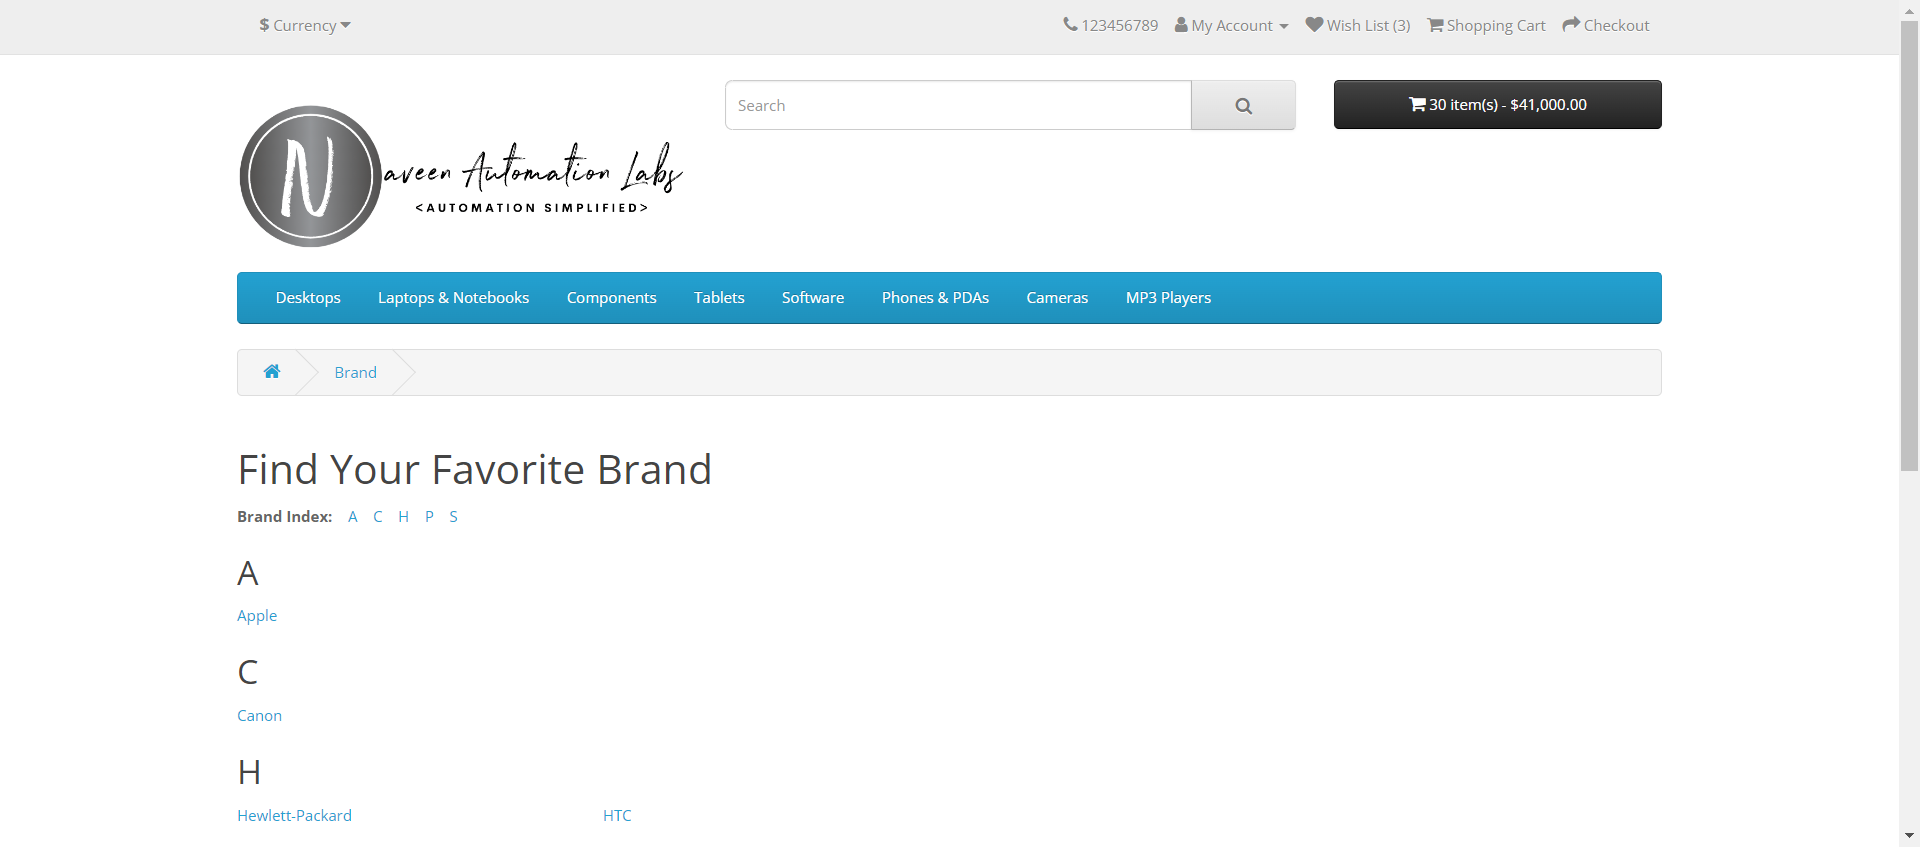 $ Currency
123456789 My Account Wish List (3) Shopping Cart Checkout
Search
30 item(s) - $41,000.00
N
aveen Automation Labs
<AUTOMATION SIMPLIFIED>
Desktops Laptops & Notebooks Components Tablets Software Phones & PDAs Cameras MP3 Players
Brand
Find Your Favorite Brand
Brand Index: A C H P S
A
Apple
C
Canon
H
Hewlett-Packard HTC